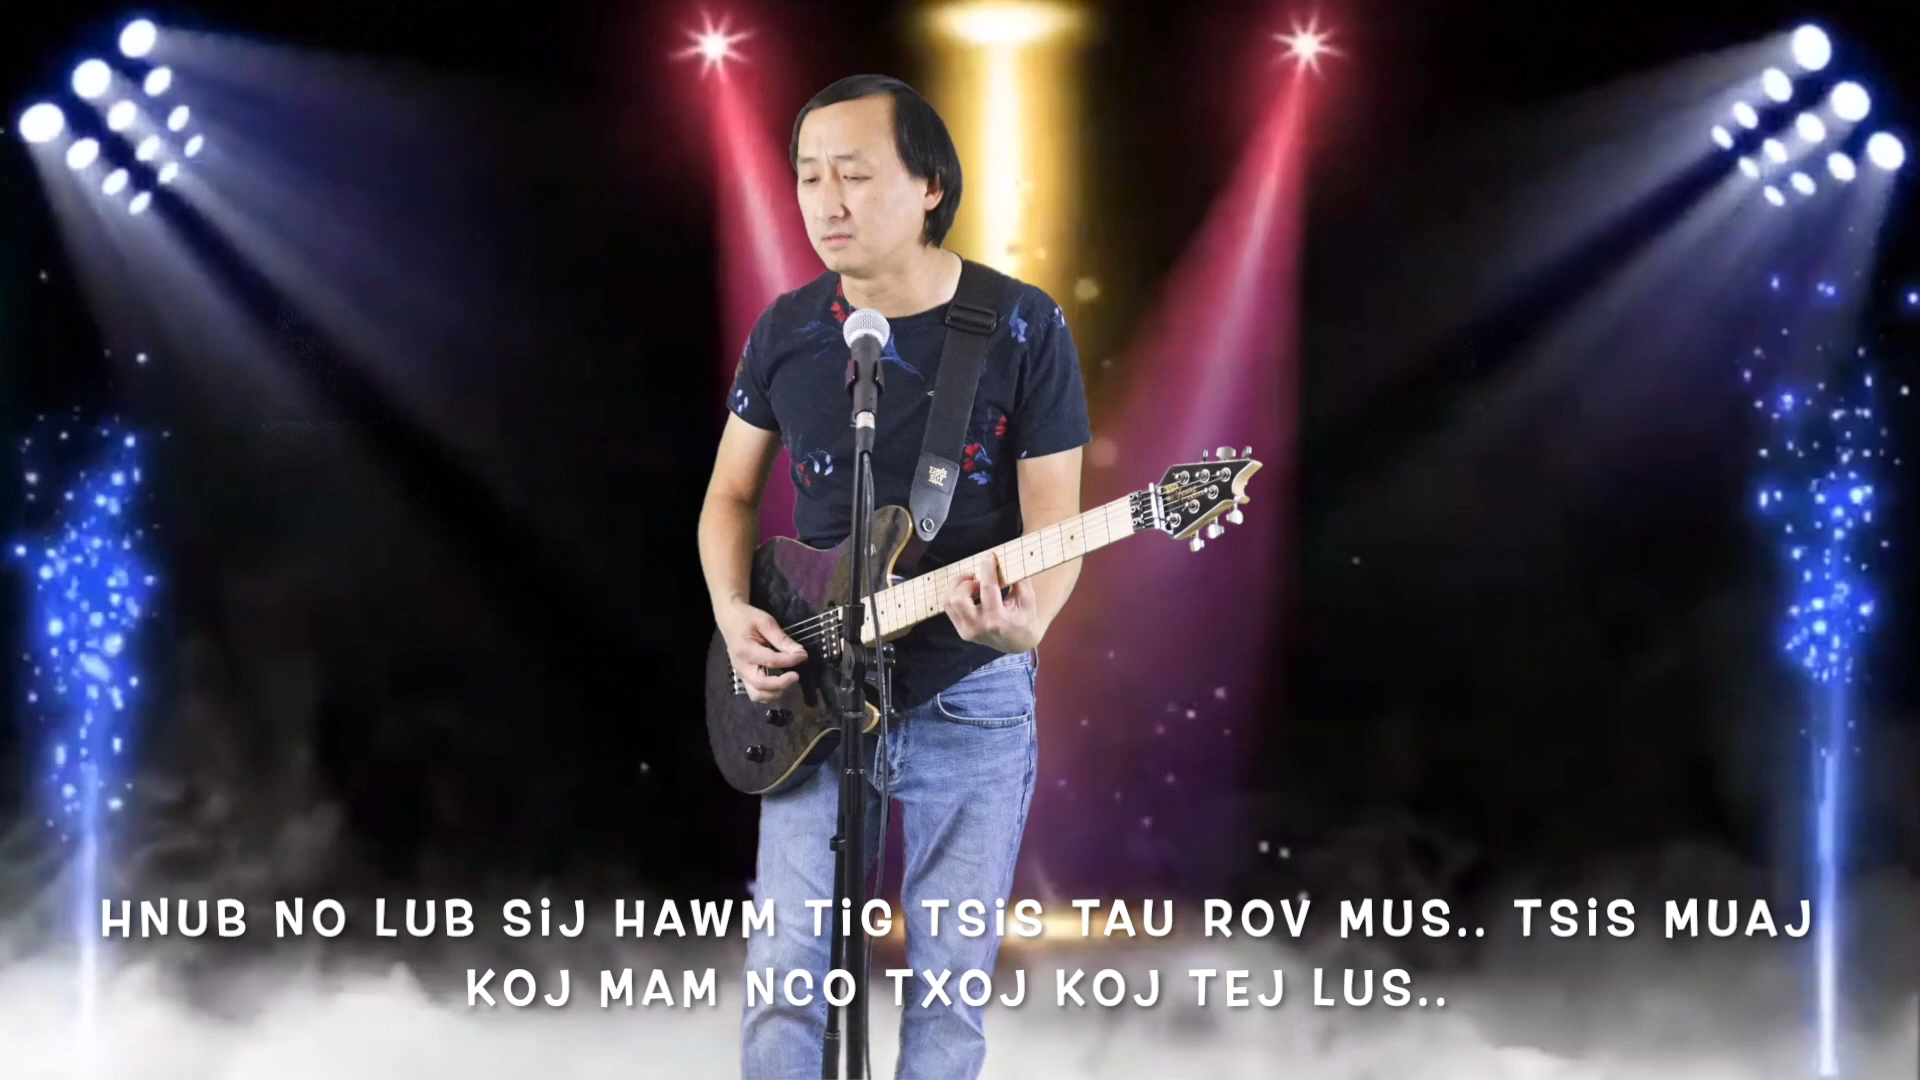 HNUB NO LUB SiJ HAWM TiG TSiS TAU ROV MUS.. TSiS MUAJ
KOJ MAM NCO TXOJ KOJ TEJ LUS..